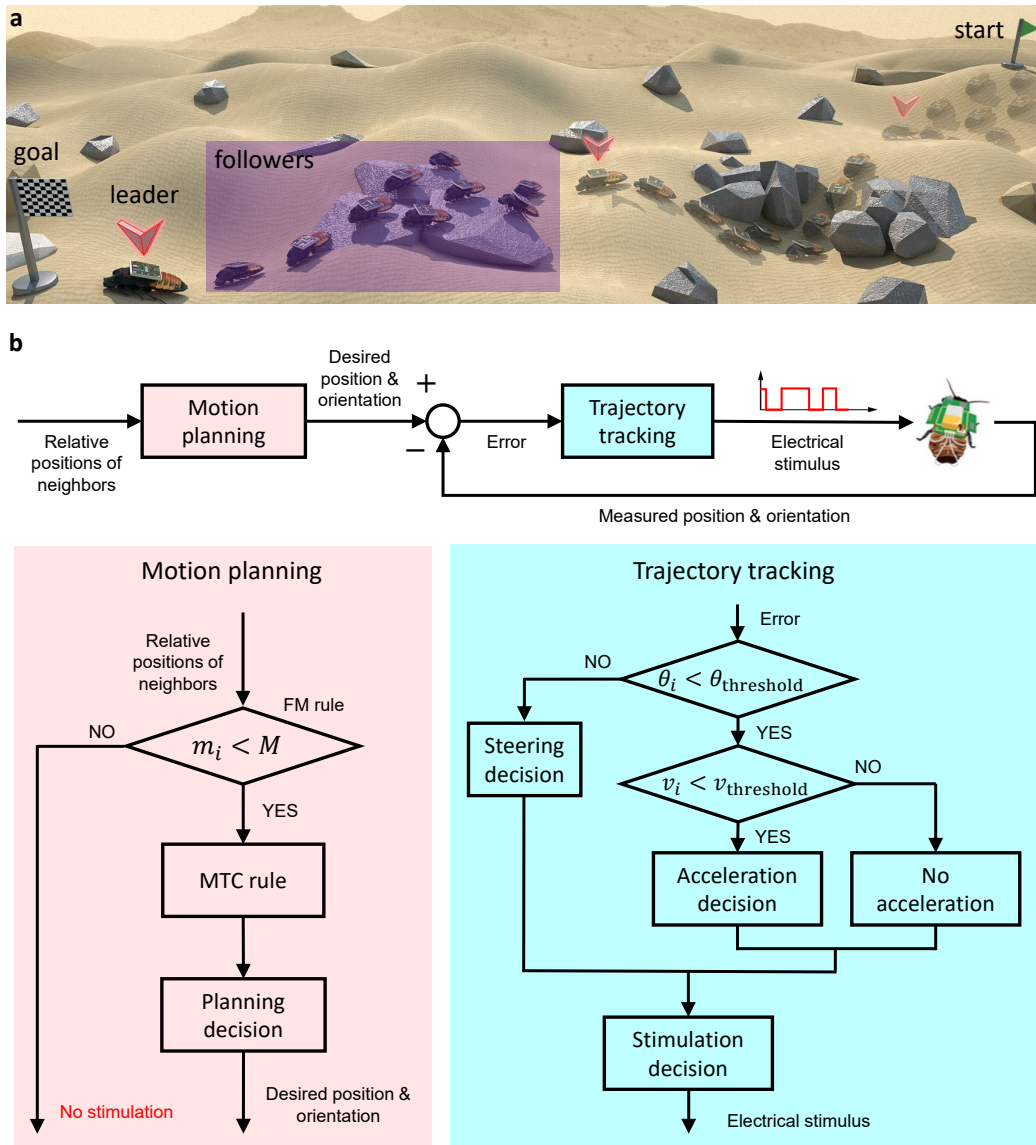 a
start
goal
followers
leader
b
Relative
positions of
neighbors
Motion
planning
Desired
position &
orientation
+
−
Error
Trajectory
tracking
Electrical
stimulus
Measured position & orientation
Motion planning
Relative
positions of
neighbors
FM rule
NO
m_i < M
YES
MTC rule
Planning
decision
No stimulation
Desired position &
orientation
Trajectory tracking
Error
NO
θ_i < θ_threshold
YES
Steering
decision
v_i < v_threshold
NO
YES
Acceleration
decision
No
acceleration
Stimulation
decision
Electrical stimulus